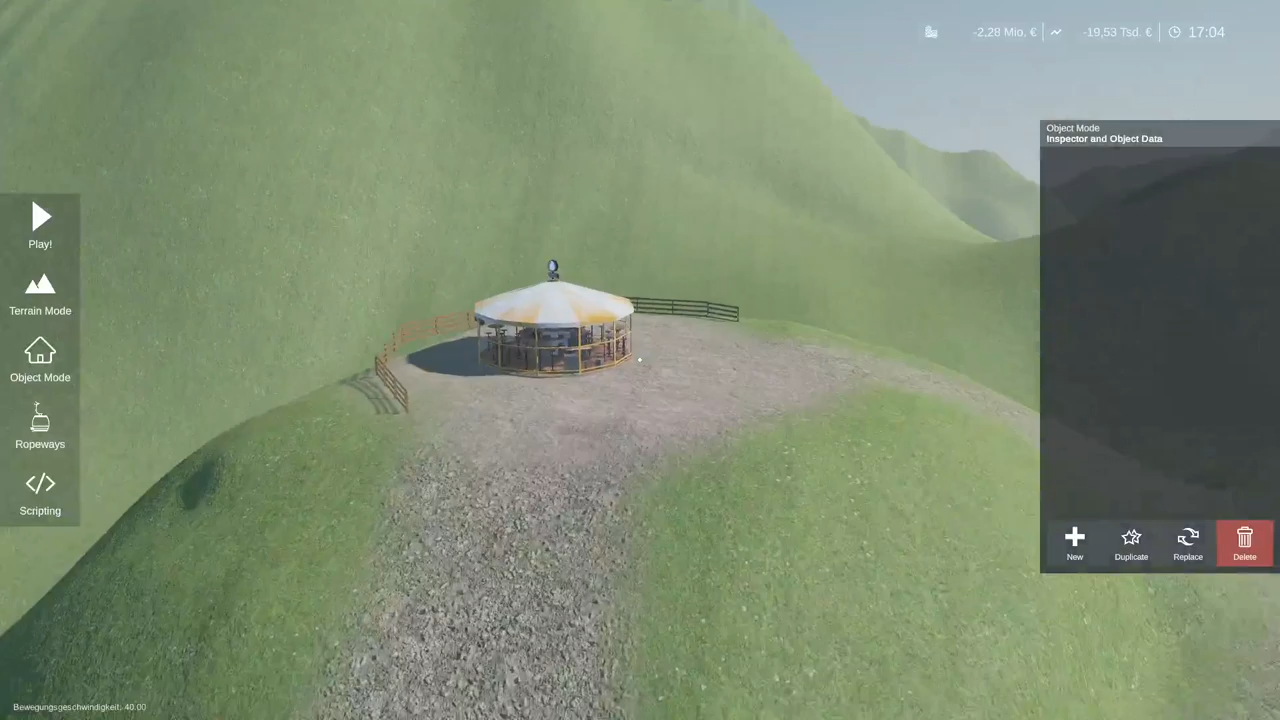 -2,28 Mio. €
-19,53 Tsd. €
17:04
Object Mode
Inspector and Object Data
Play!
Terrain Mode
Object Mode
Ropeways
Scripting
New
Duplicate
Replace
Delete
Bewegungsgeschwindigkeit: 40.00